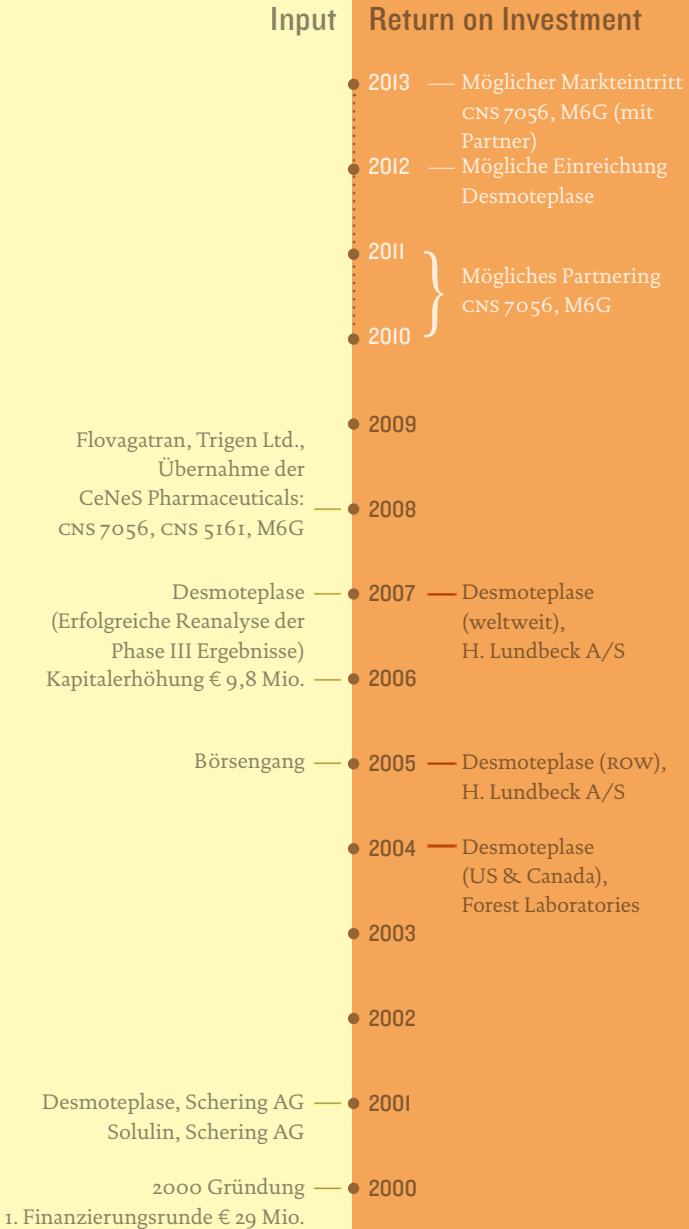 Input
Return on Investment
2013
Möglicher Markteintritt
CNS 7056, M6G (mit
Partner)
2012
Mögliche Einreichung
Desmoteplase
2011
Mögliches Partnering
CNS 7056, M6G
2010
2009
Flovagatran, Trigen Ltd.,
Übernahme der
CeNeS Pharmaceuticals:
CNS 7056, CNS 5161, M6G
2008
Desmoteplase
(Erfolgreiche Reanalyse der
Phase III Ergebnisse)
2007
Desmoteplase
(weltweit),
H. Lundbeck A/S
Kapitalerhöhung € 9,8 Mio.
2006
Börsengang
2005
Desmoteplase (ROW),
H. Lundbeck A/S
2004
Desmoteplase
(US & Canada),
Forest Laboratories
2003
2002
Desmoteplase, Schering AG
Solulin, Schering AG
2001
2000 Gründung
1. Finanzierungsrunde € 29 Mio.
2000